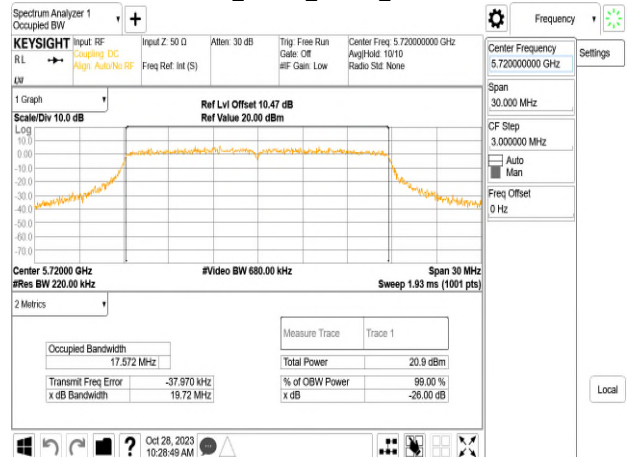 Spectrum Analyzer 1
Occupied BW
+
Frequency
KEYSIGHT
Input: RF
Input Z: 50 Ω
Atten: 30 dB
Trig: Free Run
Center Freq: 5.720000000 GHz
RL
Coupling: DC
Gate: Off
Avg|Hold: 10/10
Align: Auto/No RF
Freq Ref: Int (S)
#IF Gain: Low
Radio Std: None
LXI
Center Frequency
5.720000000 GHz
Settings
Span
30.000 MHz
CF Step
3.000000 MHz
Auto
Man
Freq Offset
0 Hz
Local
1 Graph
Ref Lvl Offset 10.47 dB
Scale/Div 10.0 dB
Ref Value 20.00 dBm
Log
10.0
0.00
-10.0
-20.0
-30.0
-40.0
-50.0
-60.0
-70.0
Center 5.72000 GHz
#Video BW 680.00 kHz
Span 30 MHz
#Res BW 220.00 kHz
Sweep 1.93 ms (1001 pts)
2 Metrics
Measure Trace
Trace 1
Occupied Bandwidth
17.572 MHz
Total Power
20.9 dBm
Transmit Freq Error
-37.970 kHz
% of OBW Power
99.00 %
x dB Bandwidth
19.72 MHz
x dB
-26.00 dB
?
Oct 28, 2023
10:28:49 AM